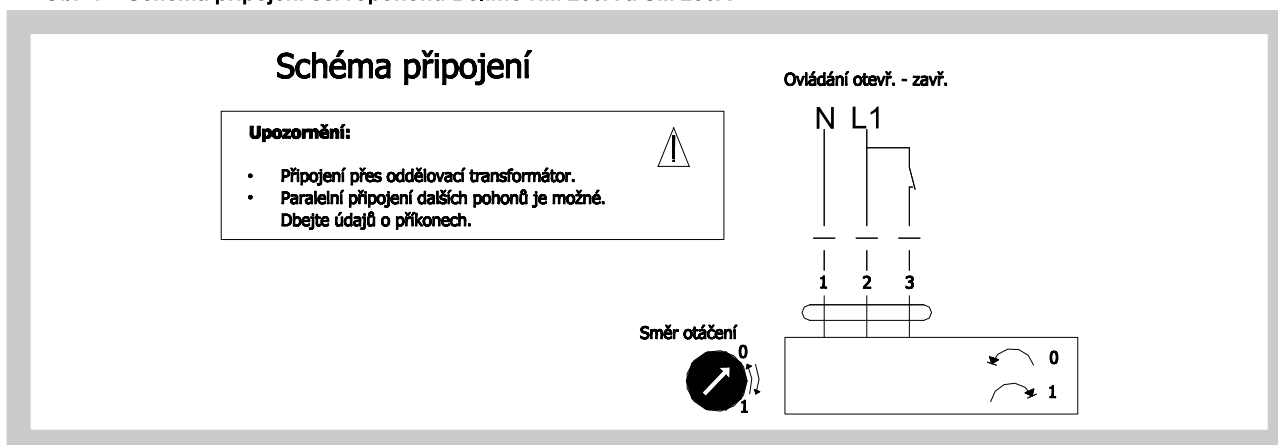 Schéma připojení
Ovládání otevř. - zavř.
N L1
Upozornění:
• Připojení přes oddělovací transformátor.
• Paralelní připojení dalších pohonů je možné.
Dbejte údajů o příkonech.
1 2 3
Směr otáčení
0
1
0
1